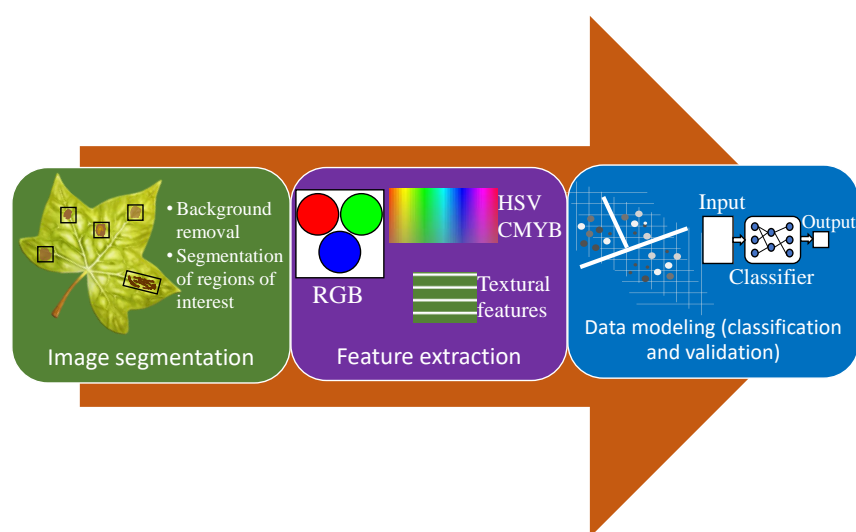 • Background
removal
• Segmentation
of regions of
interest
Image segmentation
RGB
HSV
CMYB
Textural
features
Feature extraction
Input
Output
Classifier
Data modeling (classification
and validation)